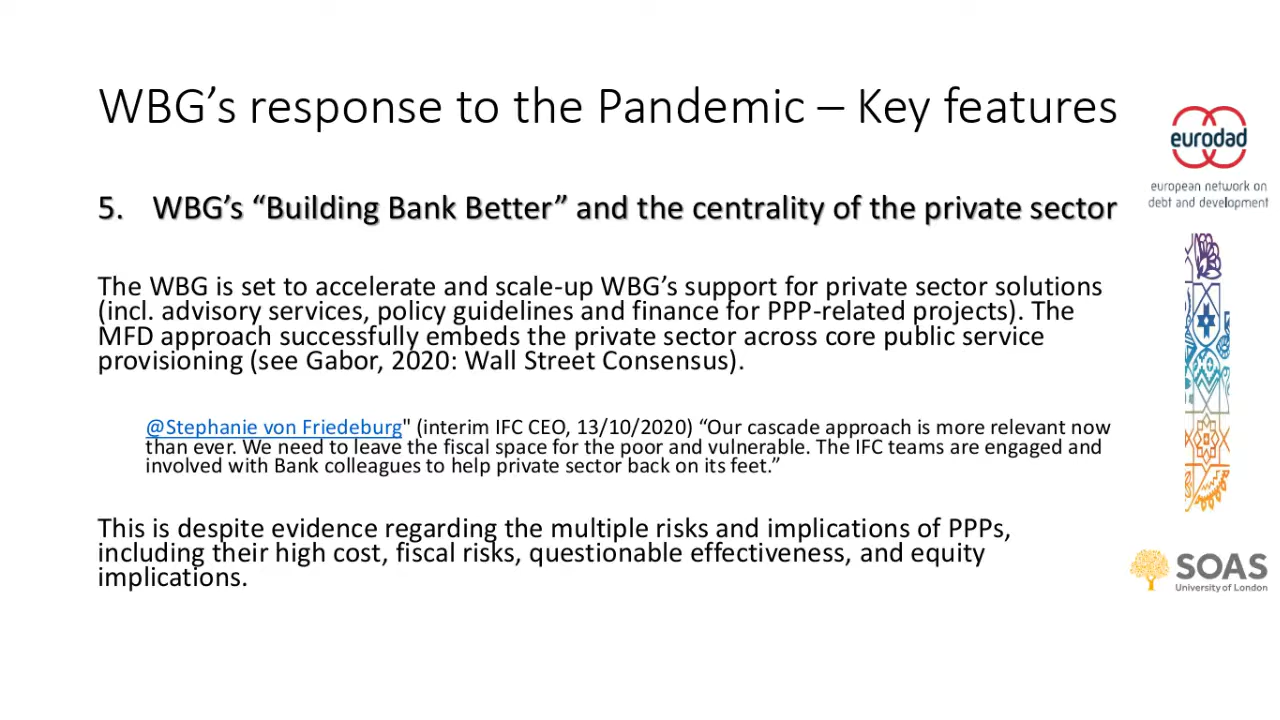 WBG’s response to the Pandemic – Key features
5. WBG’s “Building Bank Better” and the centrality of the private sector
The WBG is set to accelerate and scale-up WBG’s support for private sector solutions
(incl. advisory services, policy guidelines and finance for PPP-related projects). The
MFD approach successfully embeds the private sector across core public service
provisioning (see Gabor, 2020: Wall Street Consensus).
@Stephanie von Friedeburg" (interim IFC CEO, 13/10/2020) “Our cascade approach is more relevant now
than ever. We need to leave the fiscal space for the poor and vulnerable. The IFC teams are engaged and
involved with Bank colleagues to help private sector back on its feet.”
This is despite evidence regarding the multiple risks and implications of PPPs,
including their high cost, fiscal risks, questionable effectiveness, and equity
implications.
eurodad
european network on
debt and development
SOAS
University of London